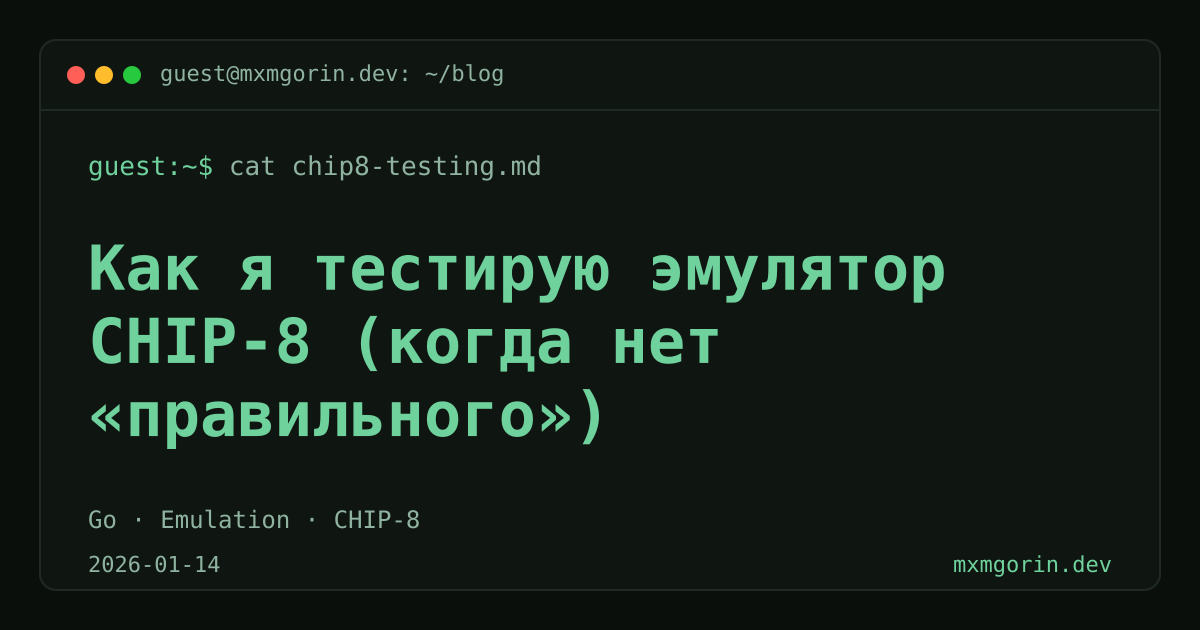 guest@mxmgorin.dev: ~/blog
guest:~$ cat chip8-testing.md
Как я тестирую эмулятор
CHIP-8 (когда нет
«правильного»)
Go · Emulation · CHIP-8
2026-01-14
mxmgorin.dev